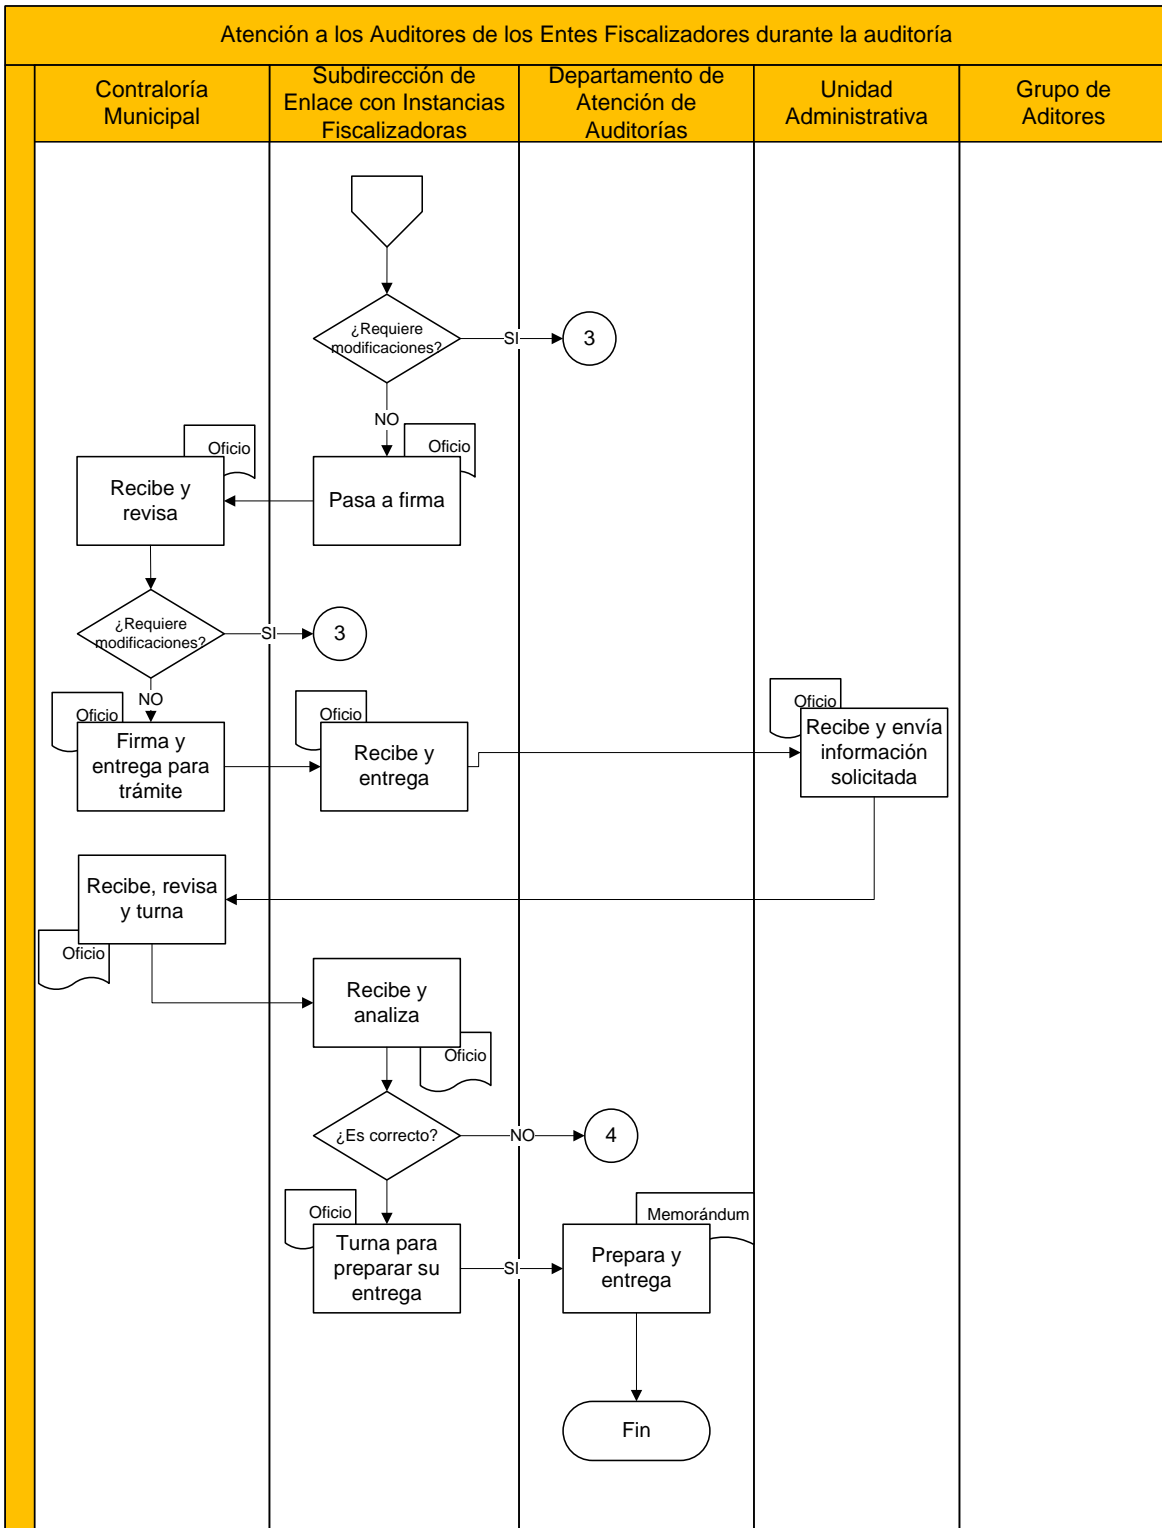 Atención a los Auditores de los Entes Fiscalizadores durante la auditoría
Contraloría
Municipal
Subdirección de
Enlace con Instancias
Fiscalizadoras
Departamento de
Atención de
Auditorías
Unidad
Administrativa
Grupo de
Aditores
¿Requiere
modificaciones?
SI
3
NO
Oficio
Pasa a firma
Oficio
Recibe y
revisa
¿Requiere
modificaciones?
SI
3
NO
Oficio
Firma y
entrega para
trámite
Oficio
Recibe y
entrega
Oficio
Recibe y envía
información
solicitada
Recibe, revisa
y turna
Oficio
Recibe y
analiza
Oficio
¿Es correcto?
NO
4
Oficio
Turna para
preparar su
entrega
SI
Memorándum
Prepara y
entrega
Fin